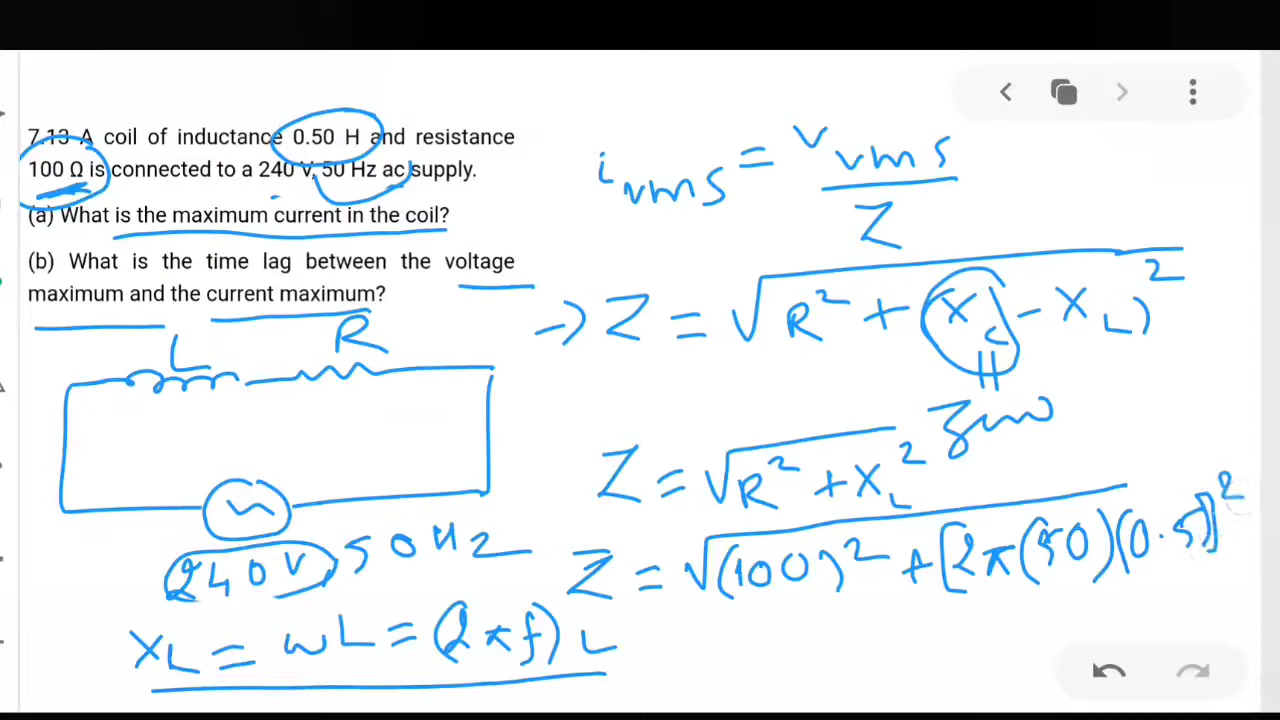 7.13 A coil of inductance 0.50 H and resistance
100 Ω is connected to a 240 V, 50 Hz ac supply.
(a) What is the maximum current in the coil?
(b) What is the time lag between the voltage
maximum and the current maximum?
L R
240V, 50Hz
X_L = ωL = (2πf) L
i_rms = V_rms / Z
→ Z = √R² + (X_C - X_L)²
zero
Z = √R² + X_L²
Z = √(100)² + [2π(50)(0.5)]²